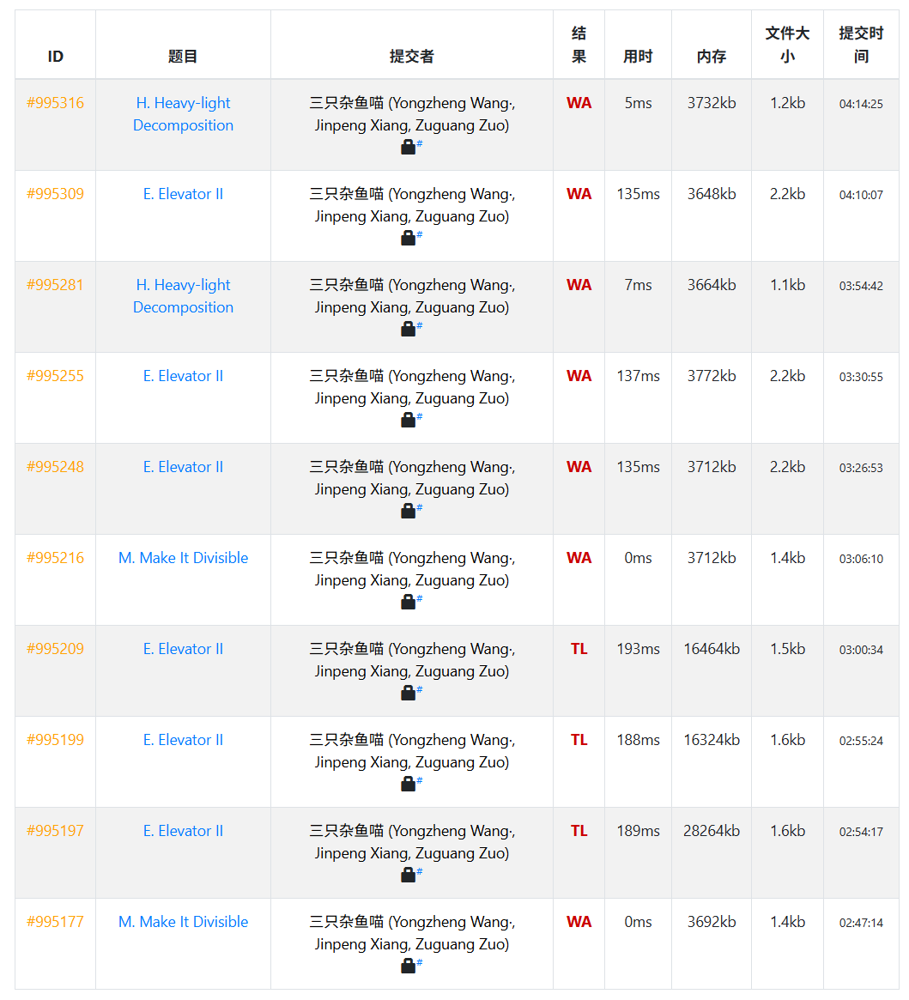 ID 题目 提交者 结果 用时 内存 文件大小 提交时间
#995316 H. Heavy-light 三只杂鱼喵 (Yongzheng Wang·, WA 5ms 3732kb 1.2kb 04:14:25
Decomposition Jinpeng Xiang, Zuguang Zuo)
#
#995309 E. Elevator II 三只杂鱼喵 (Yongzheng Wang·, WA 135ms 3648kb 2.2kb 04:10:07
Jinpeng Xiang, Zuguang Zuo)
#
#995281 H. Heavy-light 三只杂鱼喵 (Yongzheng Wang·, WA 7ms 3664kb 1.1kb 03:54:42
Decomposition Jinpeng Xiang, Zuguang Zuo)
#
#995255 E. Elevator II 三只杂鱼喵 (Yongzheng Wang·, WA 137ms 3772kb 2.2kb 03:30:55
Jinpeng Xiang, Zuguang Zuo)
#
#995248 E. Elevator II 三只杂鱼喵 (Yongzheng Wang·, WA 135ms 3712kb 2.2kb 03:26:53
Jinpeng Xiang, Zuguang Zuo)
#
#995216 M. Make It Divisible 三只杂鱼喵 (Yongzheng Wang·, WA 0ms 3712kb 1.4kb 03:06:10
Jinpeng Xiang, Zuguang Zuo)
#
#995209 E. Elevator II 三只杂鱼喵 (Yongzheng Wang·, TL 193ms 16464kb 1.5kb 03:00:34
Jinpeng Xiang, Zuguang Zuo)
#
#995199 E. Elevator II 三只杂鱼喵 (Yongzheng Wang·, TL 188ms 16324kb 1.6kb 02:55:24
Jinpeng Xiang, Zuguang Zuo)
#
#995197 E. Elevator II 三只杂鱼喵 (Yongzheng Wang·, TL 189ms 28264kb 1.6kb 02:54:17
Jinpeng Xiang, Zuguang Zuo)
#
#995177 M. Make It Divisible 三只杂鱼喵 (Yongzheng Wang·, WA 0ms 3692kb 1.4kb 02:47:14
Jinpeng Xiang, Zuguang Zuo)
#